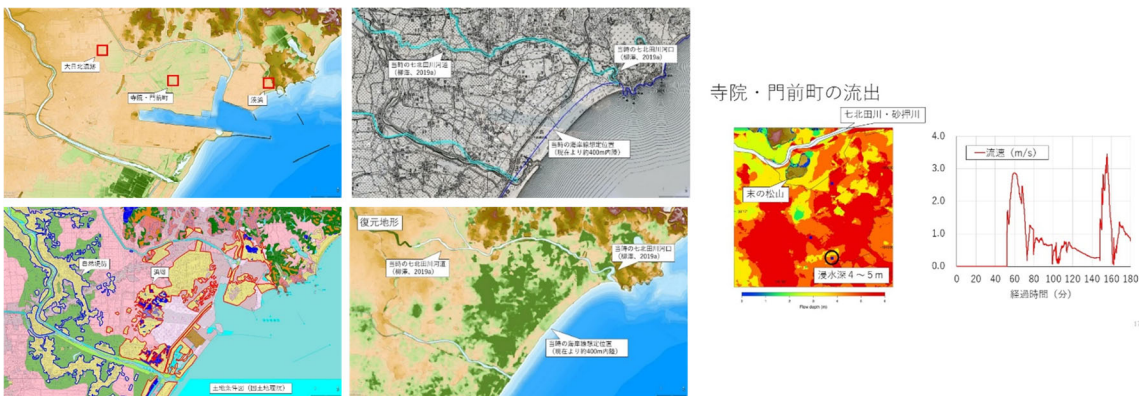 大日北遺跡
寺院・門前町
湊浜
当時の七北田川河道
(柳澤、2019a)
当時の七北田川河口
(柳澤、2019a)
当時の海岸線想定位置
(現在より約400m内陸)
自然堤防
浜堤
土地条件図(国土地理院)
復元地形
当時の七北田川河道
(柳澤、2019a)
当時の七北田川河口
(柳澤、2019a)
当時の海岸線想定位置
(現在より約400m内陸)
寺院・門前町の流出
七北田川・砂押川
末の松山
浸水深4〜5m
Flow depth (m)
流速(m/s)
4.0
3.0
2.0
1.0
0.0
0 20 40 60 80 100 120 140 160 180
経過時間(分)